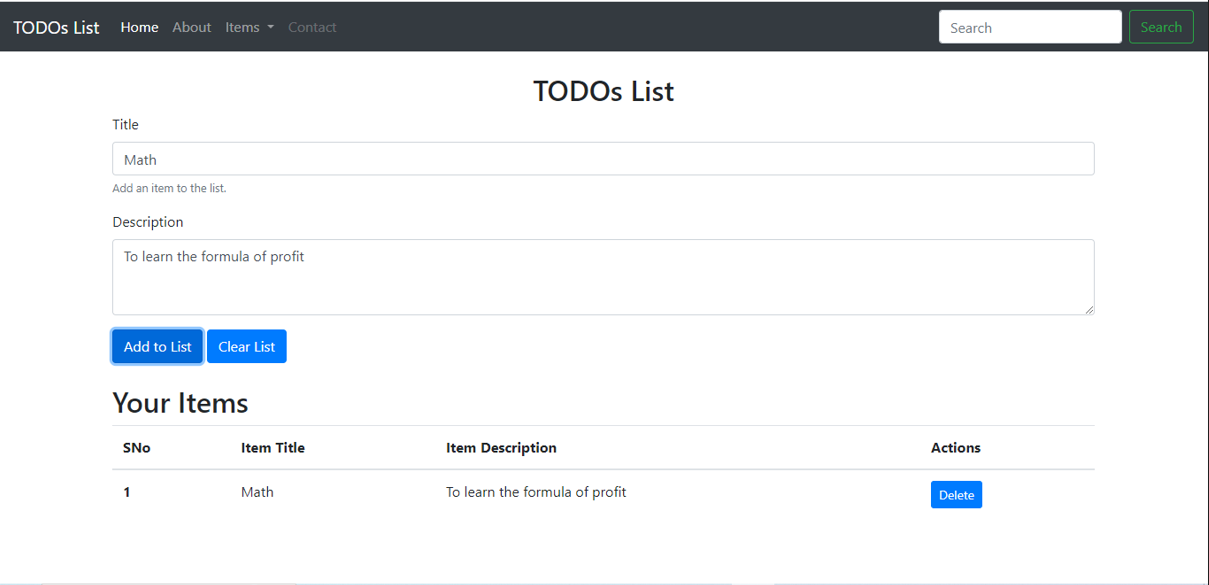 TODOs List Home About Items Contact Search Search
TODOs List
Title
Math
Add an item to the list.
Description
To learn the formula of profit
Add to List Clear List
Your Items
SNo Item Title Item Description Actions
1 Math To learn the formula of profit Delete